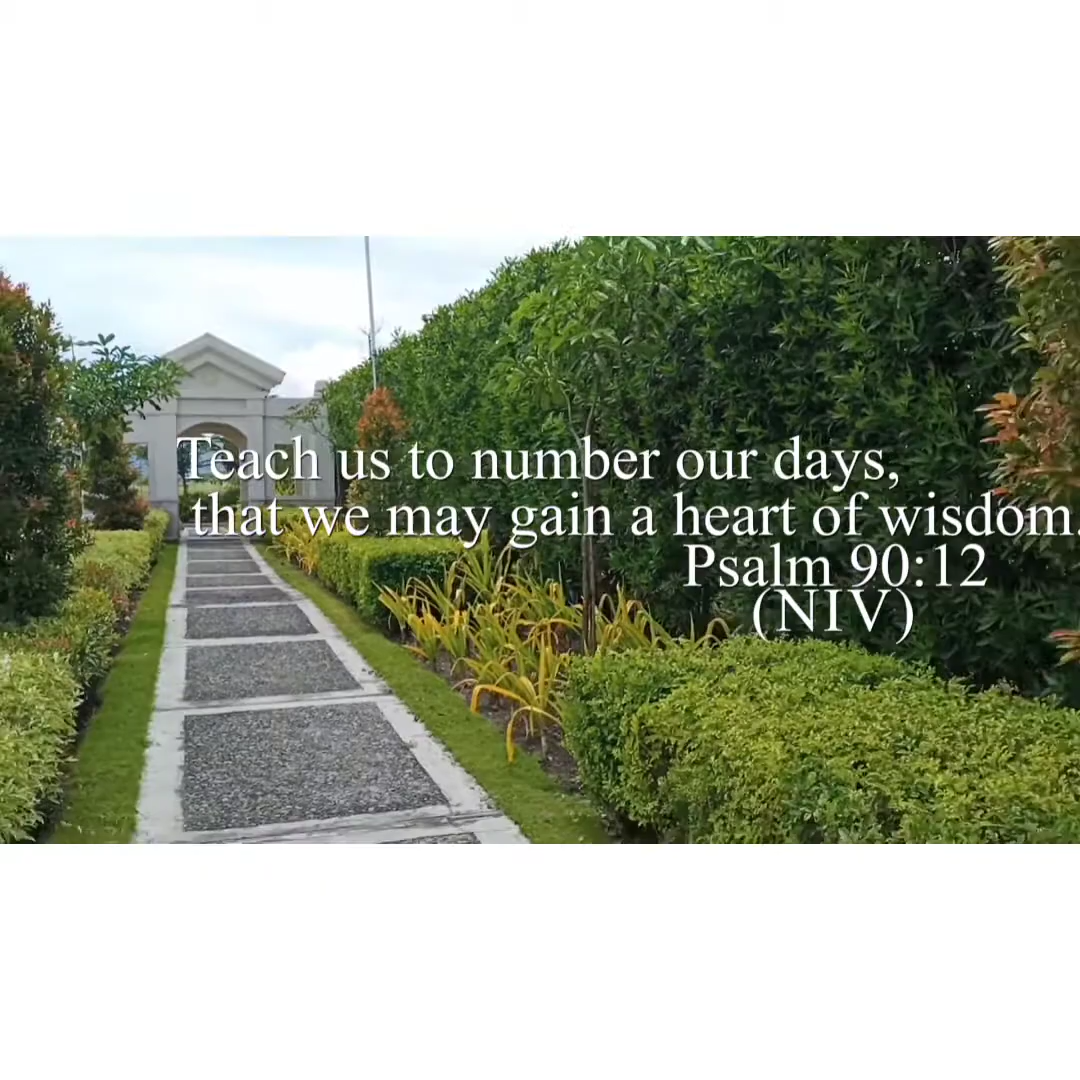 Teach us to number our days,
that we may gain a heart of wisdom.
Psalm 90:12
(NIV)